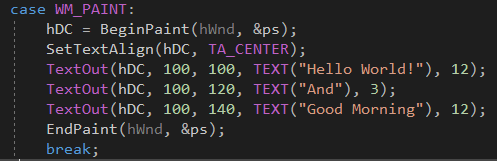 case WM_PAINT:
hDC = BeginPaint(hWnd, &ps);
SetTextAlign(hDC, TA_CENTER);
TextOut(hDC, 100, 100, TEXT("Hello World!"), 12);
TextOut(hDC, 100, 120, TEXT("And"), 3);
TextOut(hDC, 100, 140, TEXT("Good Morning"), 12);
EndPaint(hWnd, &ps);
break;